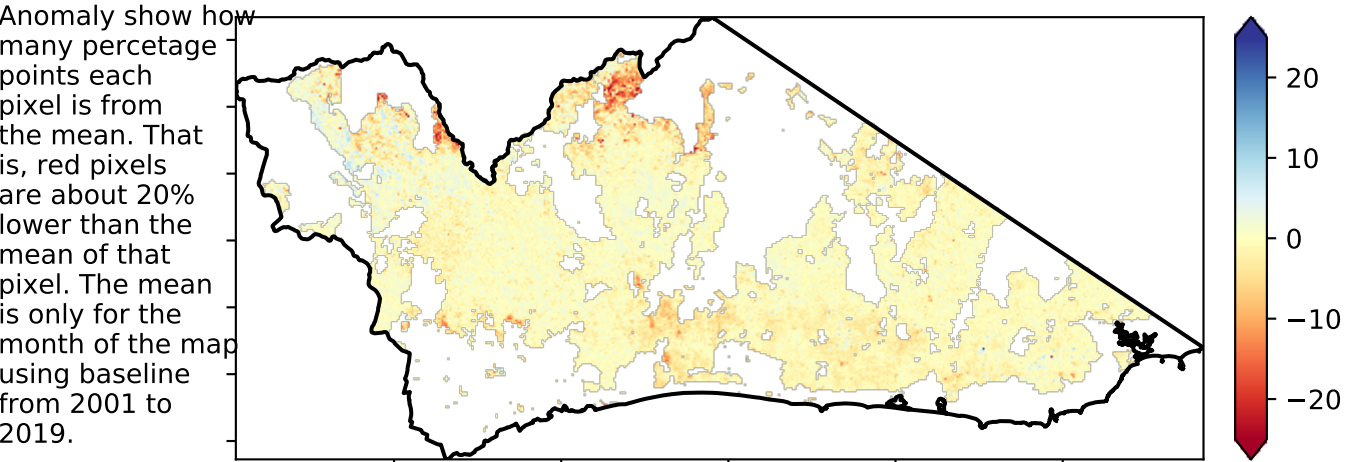 Anomaly show how
many percetage
points each
pixel is from
the mean. That
is, red pixels
are about 20%
lower than the
mean of that
pixel. The mean
is only for the
month of the map
using baseline
from 2001 to
2019.
20
10
0
−10
−20